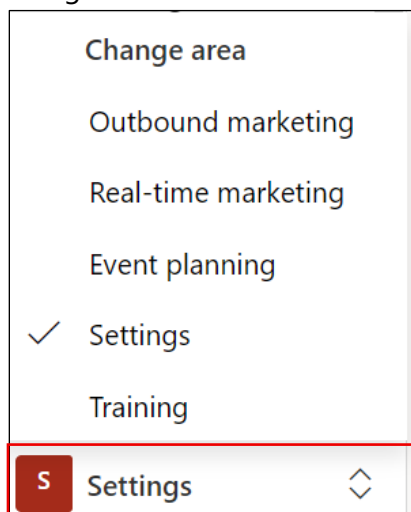 Change area
Outbound marketing
Real-time marketing
Event planning
Settings
Training
S Settings